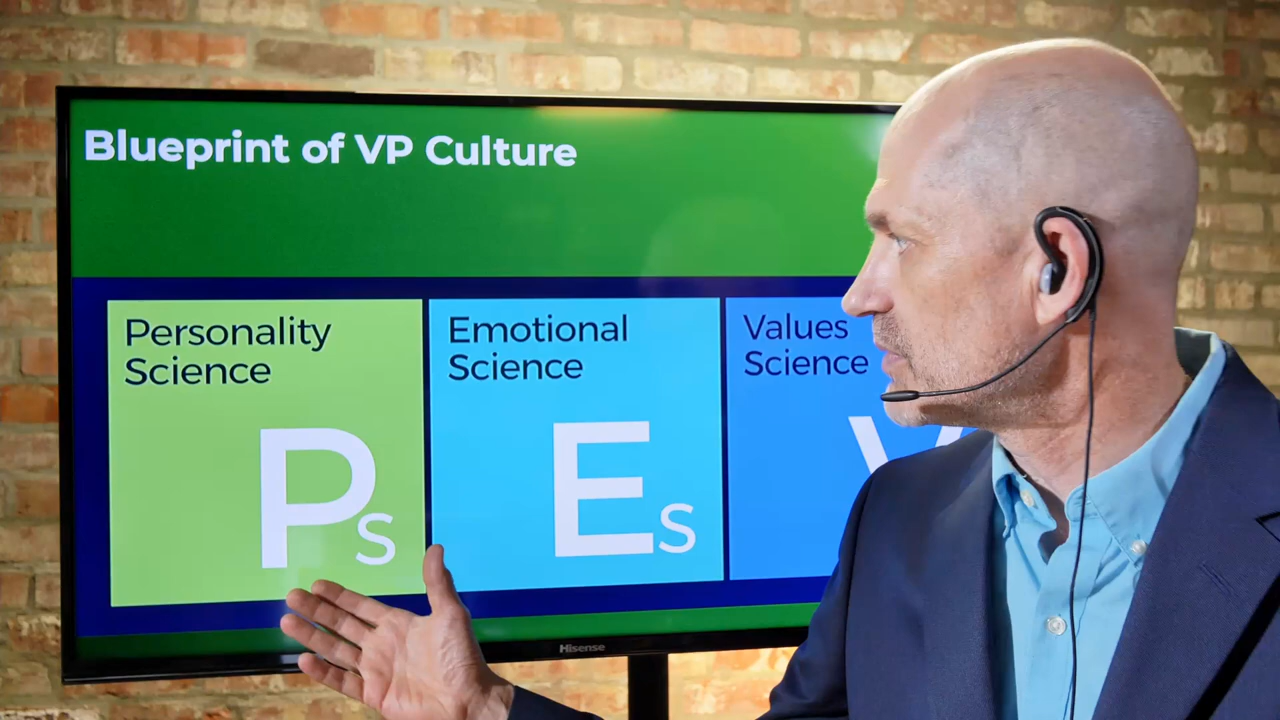 Blueprint of VP Culture
Personality
Science
Ps
Emotional
Science
Es
Values
Science
V
Hisense